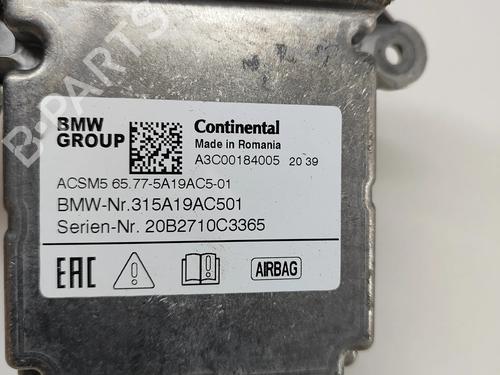 B-PARTS
BMW
GROUP
Continental
Made in Romania
A3C00184005 20 39
ACSM5 65.77-5A19AC5-01
BMW-Nr.315A19AC501
Serien-Nr. 20B2710C3365
EAC
AIRBAG